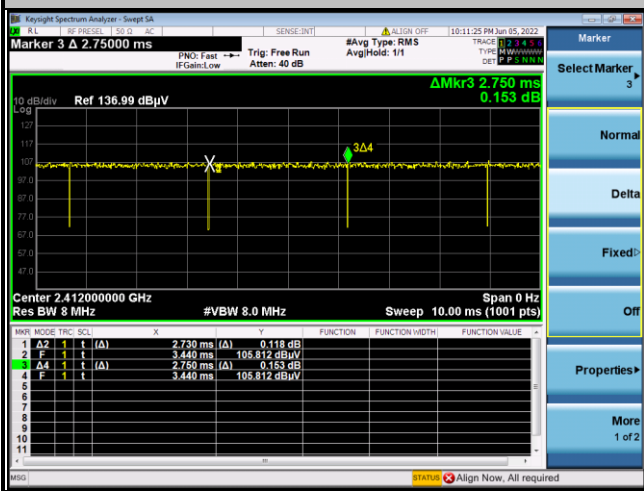 Keysight Spectrum Analyzer - Swept SA
RL RF PRESEL 50 Ω AC SENSE:INT ALIGN OFF 10:11:25 PM Jun 05, 2022
Marker 3 Δ 2.75000 ms
PNO: Fast
IFGain:Low
Trig: Free Run
Atten: 40 dB
#Avg Type: RMS
Avg|Hold: 1/1
TRACE 1 2 3 4 5 6
TYPE MWWWWW
DET P P S N N N
ΔMkr3 2.750 ms
0.153 dB
10 dB/div Ref 136.99 dBµV
Log
127
117
107
97.0
87.0
77.0
67.0
57.0
47.0
3Δ4
Center 2.412000000 GHz Span 0 Hz
Res BW 8 MHz #VBW 8.0 MHz Sweep 10.00 ms (1001 pts)
MKR MODE TRC SCL X Y FUNCTION FUNCTION WIDTH FUNCTION VALUE
1 Δ2 1 t (Δ) 2.730 ms (Δ) 0.118 dB
2 F 1 t 3.440 ms 105.812 dBµV
3 Δ4 1 t (Δ) 2.750 ms (Δ) 0.153 dB
4 F 1 t 3.440 ms 105.812 dBµV
5
6
7
8
9
10
11
MSG STATUS Align Now, All required
Marker
Select Marker
3
Normal
Delta
Fixed
Off
Properties
More
1 of 2